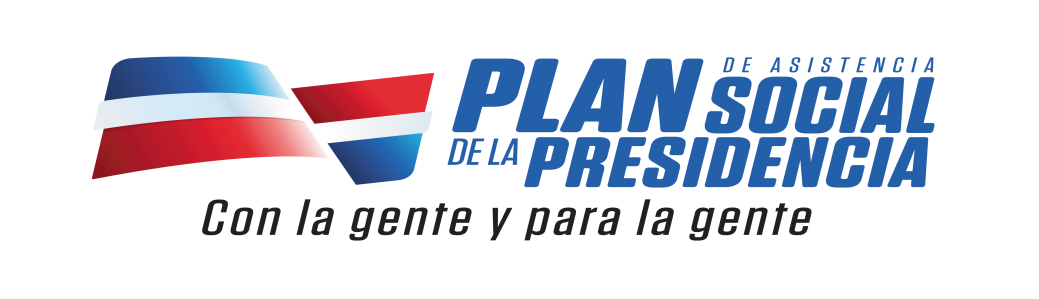 PLAN DE ASISTENCIA SOCIAL
DE LA PRESIDENCIA
Con la gente y para la gente